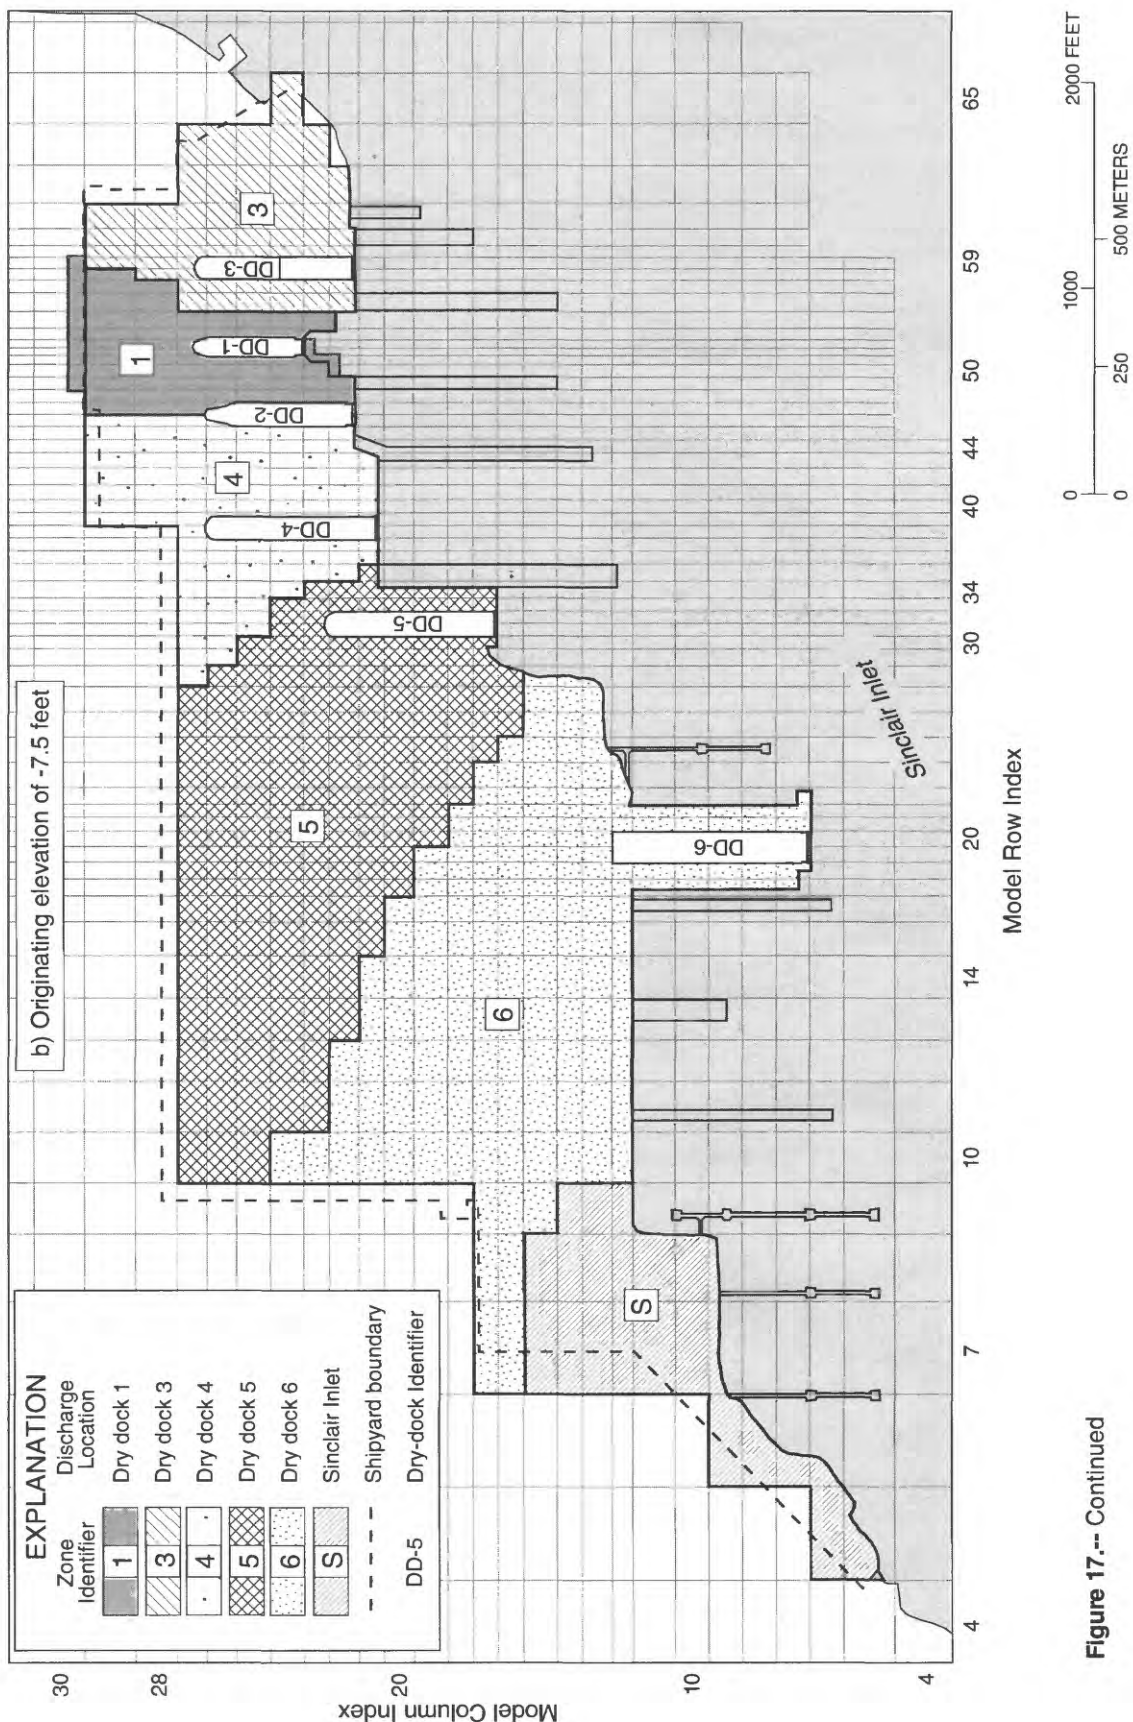 b) Originating elevation of -7.5 feet
EXPLANATION
Zone Identifier
Discharge Location
1 Dry dock 1
3 Dry dock 3
4 Dry dock 4
5 Dry dock 5
6 Dry dock 6
S Sinclair Inlet
Shipyard boundary
DD-5 Dry-dock Identifier
1
3
4
5
6
S
DD-3
DD-1
DD-2
DD-4
DD-5
DD-6
Sinclair Inlet
Model Column Index
30
28
20
10
4
4
7
10
14
20
30
34
40
44
50
59
65
Model Row Index
0 1000 2000 FEET
0 250 500 METERS
Figure 17.-- Continued